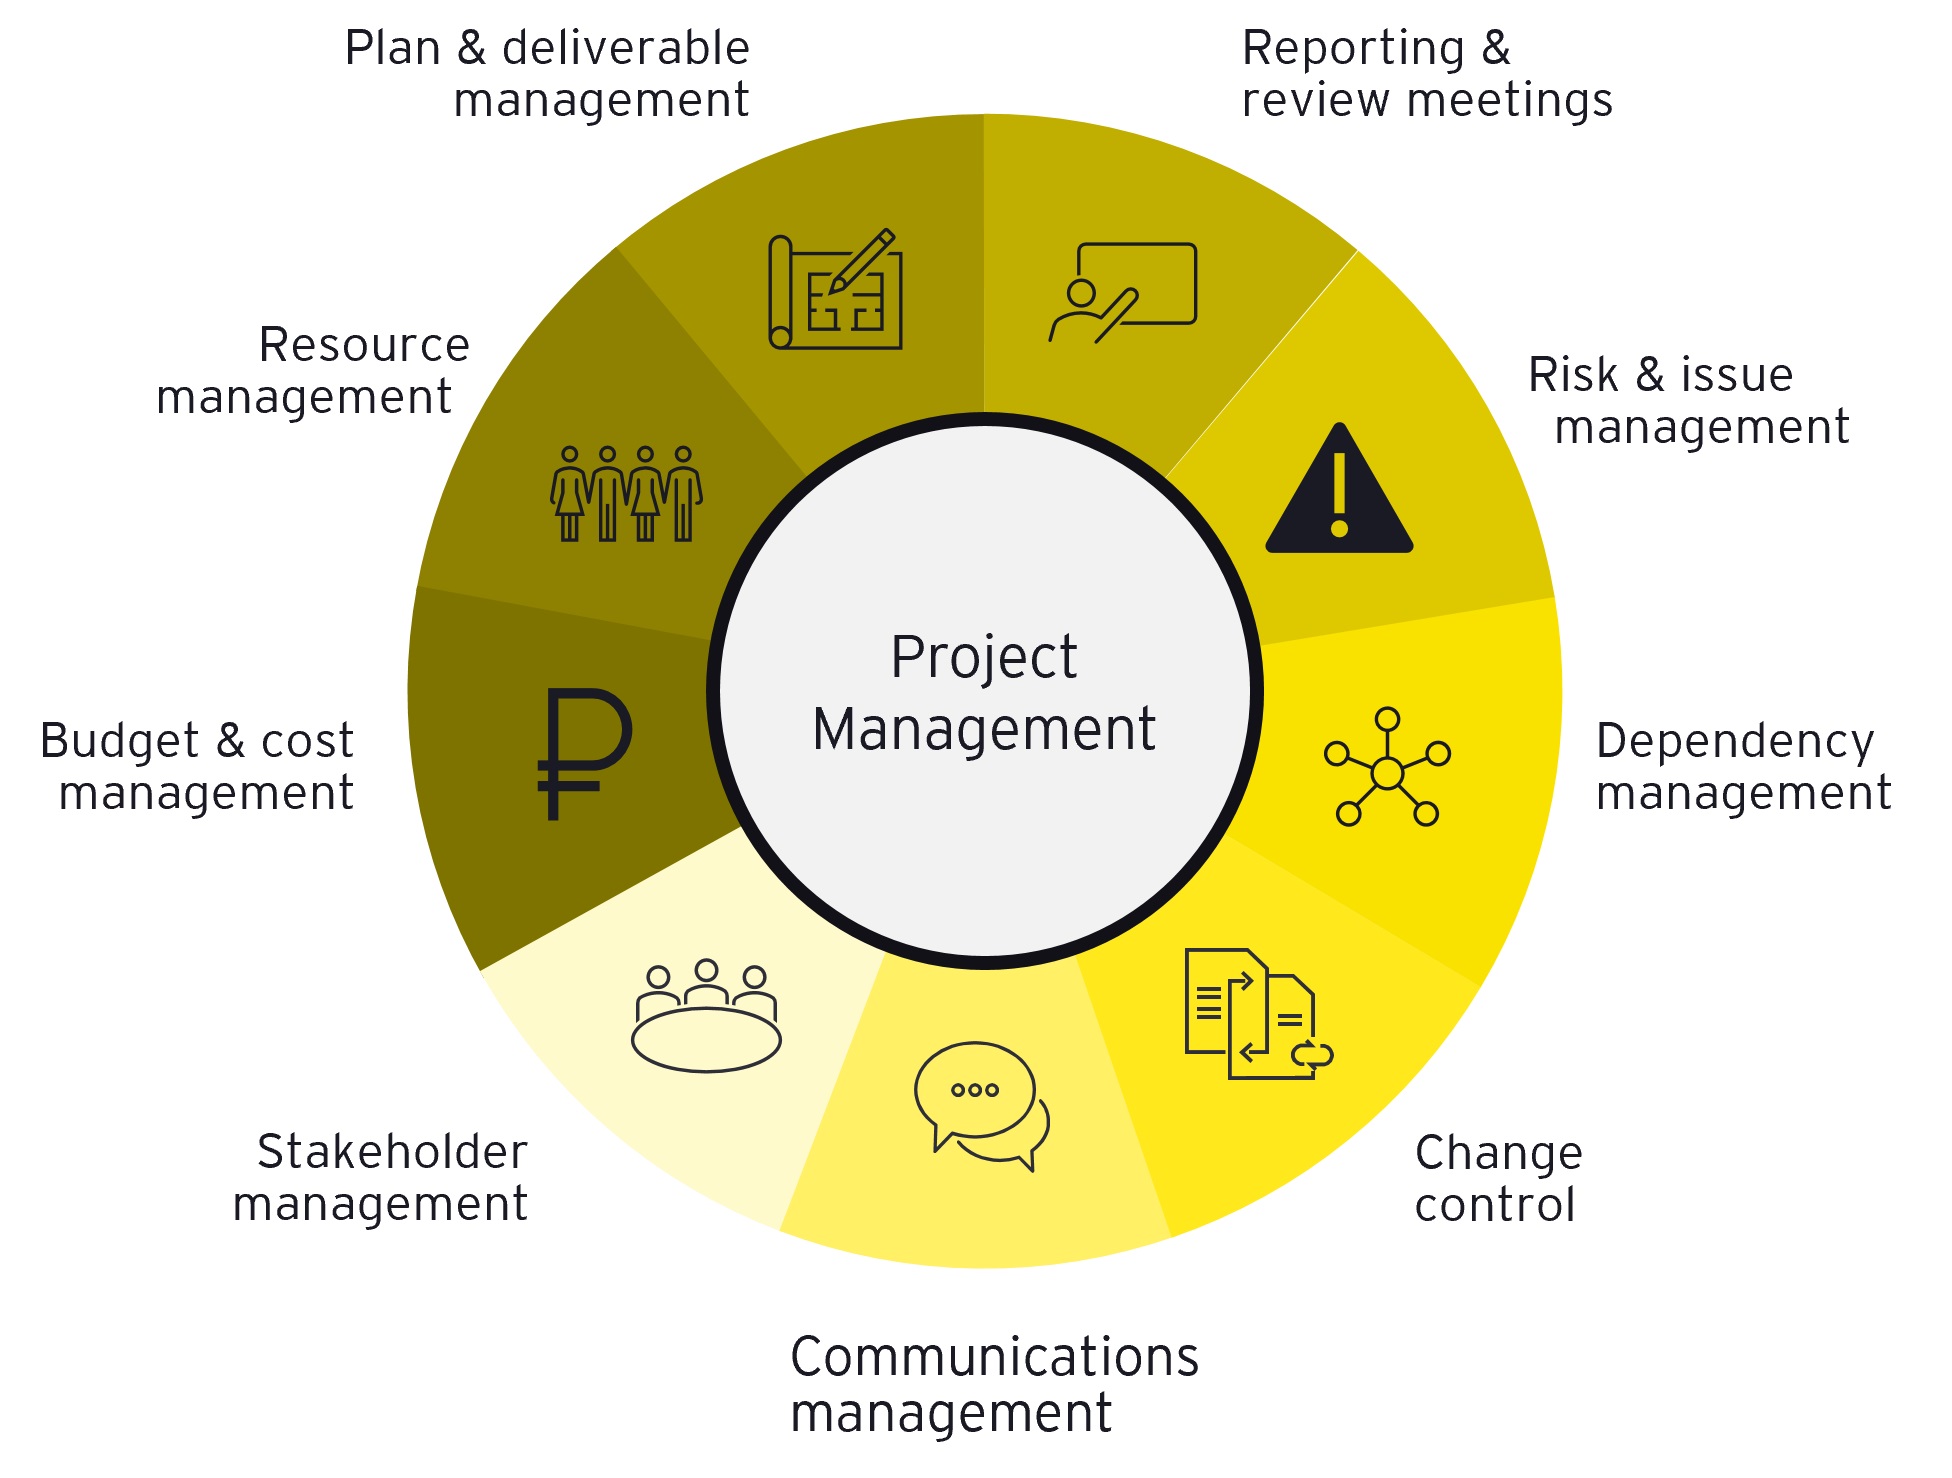 Plan & deliverable
management
Reporting &
review meetings
Resource
management
Risk & issue
management
Project
Management
Budget & cost
management
Dependency
management
Stakeholder
management
Change
control
Communications
management